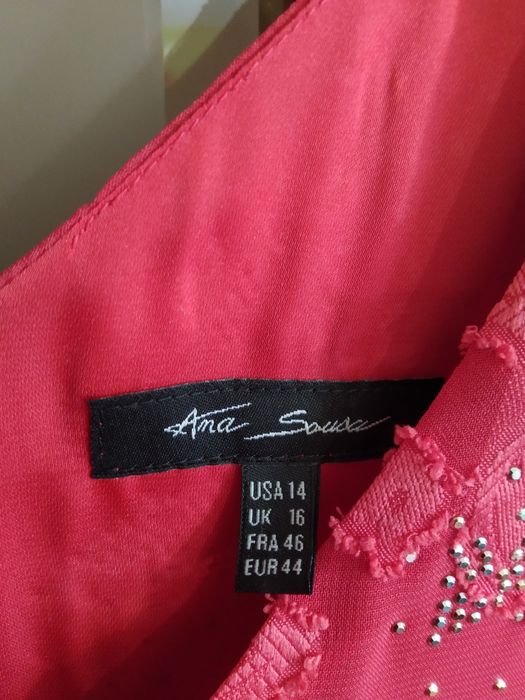 Ana Sousa
USA 14
UK 16
FRA 46
EUR 44